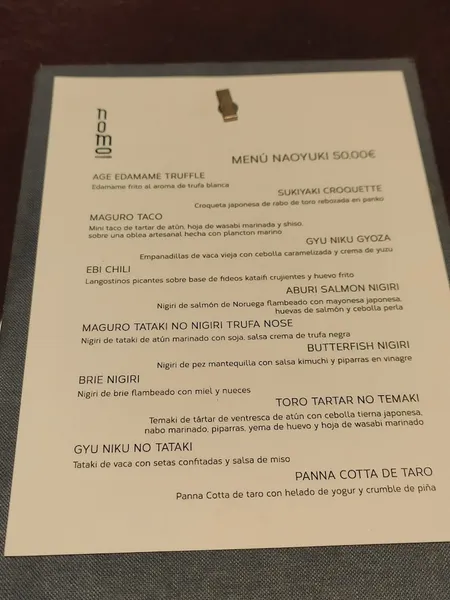 nomo
MENÚ NAOYUKI 50,00€
AGE EDAMAME TRUFFLE
Edamame frito al aroma de trufa blanca
SUKIYAKI CROQUETTE
Croqueta japonesa de rabo de toro rebozada en panko
MAGURO TACO
Mini taco de tartar de atún, hoja de wasabi marinada y shiso,
sobre una oblea artesanal hecha con plancton marino
GYU NIKU GYOZA
Empanadillas de vaca vieja con cebolla caramelizada y crema de yuzu
EBI CHILI
Langostinos picantes sobre base de fideos kataifi crujientes y huevo frito
ABURI SALMON NIGIRI
Nigiri de salmón de Noruega flambeado con mayonesa japonesa,
huevas de salmón y cebolla perla
MAGURO TATAKI NO NIGIRI TRUFA NOSE
Nigiri de tataki de atún marinado con soja, salsa crema de trufa negra
BUTTERFISH NIGIRI
Nigiri de pez mantequilla con salsa kimuchi y piparras en vinagre
BRIE NIGIRI
Nigiri de brie flambeado con miel y nueces
TORO TARTAR NO TEMAKI
Temaki de tártar de ventresca de atún con cebolla tierna japonesa,
nabo marinado, piparras, yema de huevo y hoja de wasabi marinado
GYU NIKU NO TATAKI
Tataki de vaca con setas confitadas y salsa de miso
PANNA COTTA DE TARO
Panna Cotta de taro con helado de yogur y crumble de piña